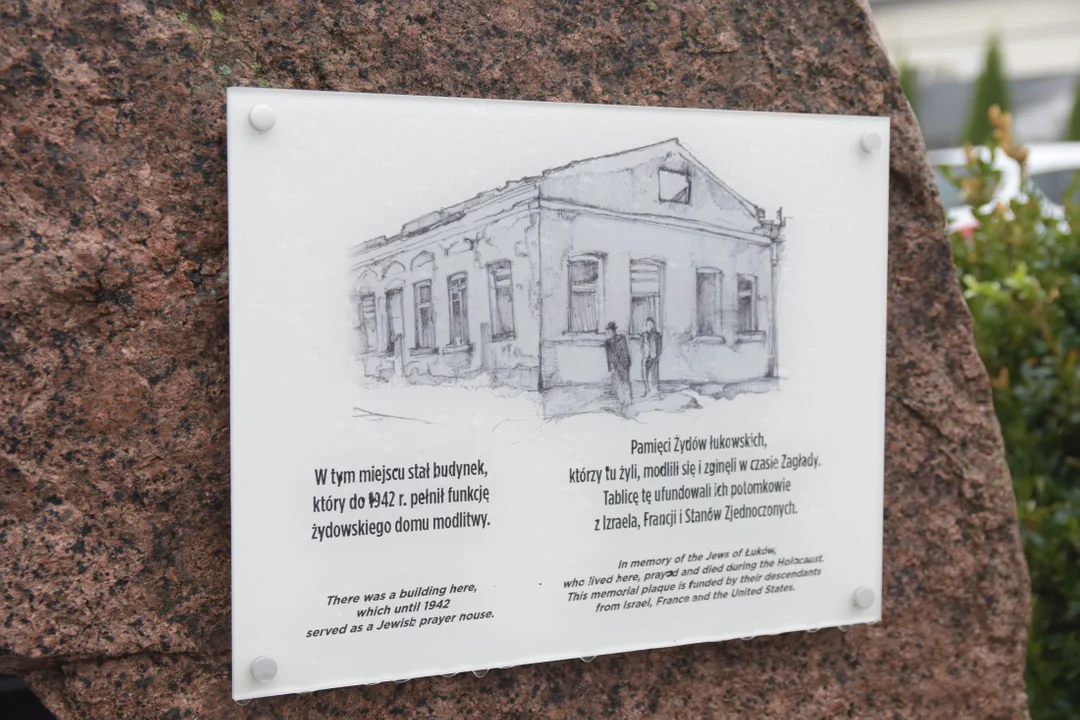 W tym miejscu stał budynek,
który do 1942 r. pełnił funkcję
żydowskiego domu modlitwy.
There was a building here,
which until 1942
served as a Jewish prayer house.
Pamięci Żydów łukowskich,
którzy tu żyli, modlili się i zginęli w czasie Zagłady.
Tablicę tę ufundowali ich potomkowie
z Izraela, Francji i Stanów Zjednoczonych.
In memory of the Jews of Łuków,
who lived here, prayed and died during the Holocaust.
This memorial plaque is funded by their descendants
from Israel, France and the United States.